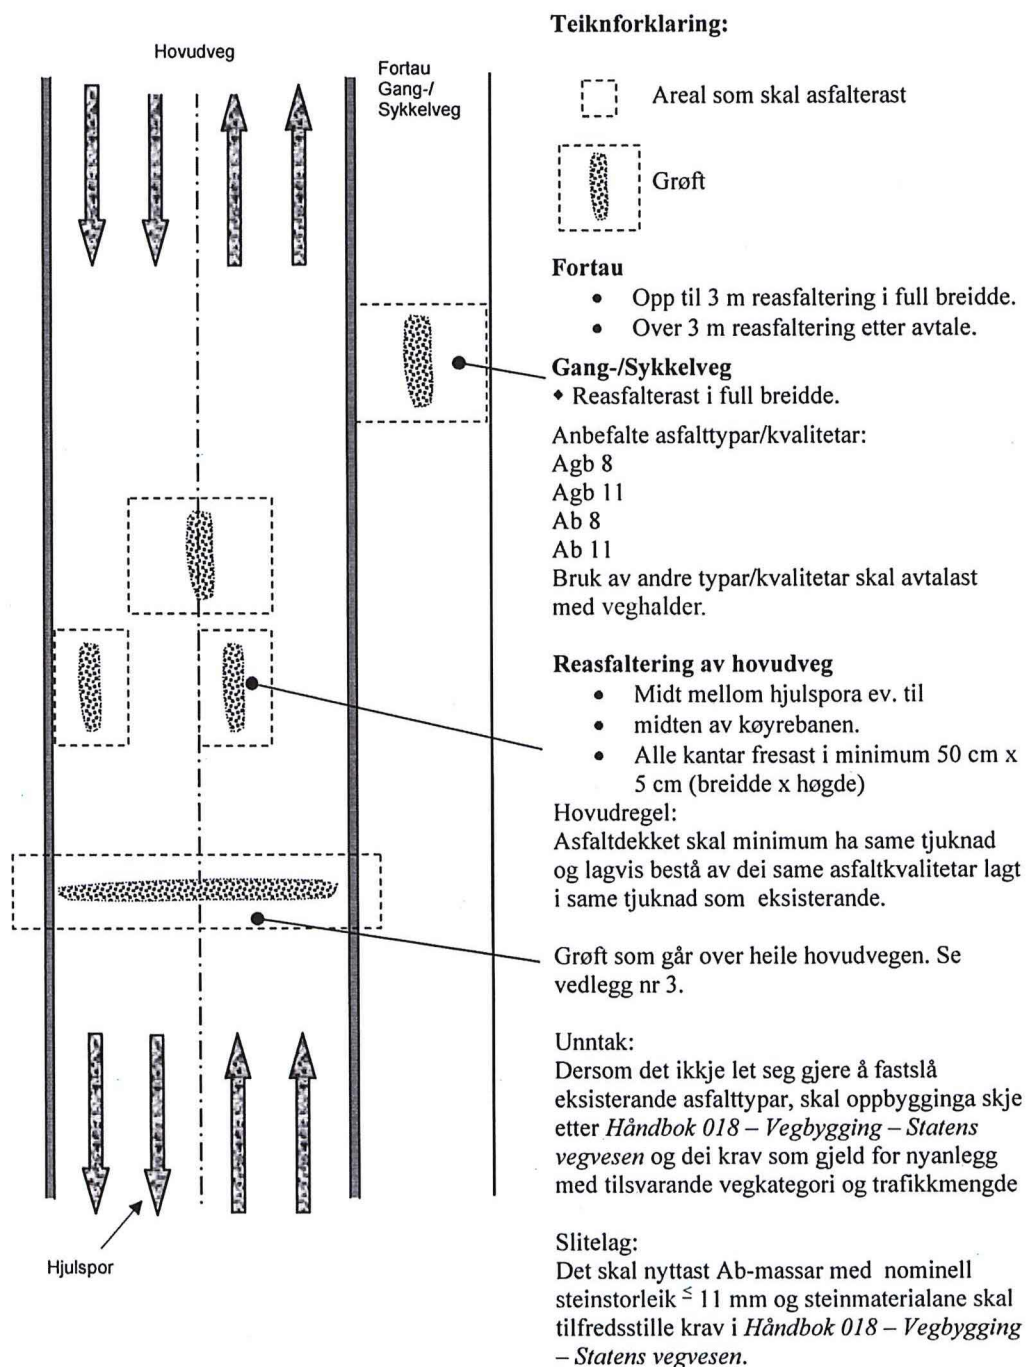 Teiknforklaring:
Hovudveg
Fortau
Gang-/
Sykkelveg
Areal som skal asfalterast
Grøft
Fortau
• Opp til 3 m reasfaltering i full breidde.
• Over 3 m reasfaltering etter avtale.
Gang-/Sykkelveg
♦ Reasfalterast i full breidde.
Anbefalte asfalttypar/kvalitetar:
Agb 8
Agb 11
Ab 8
Ab 11
Bruk av andre typar/kvalitetar skal avtalast
med veghalder.
Reasfaltering av hovudveg
• Midt mellom hjulspora ev. til
• midten av køyrebanen.
• Alle kantar fresast i minimum 50 cm x
5 cm (breidde x høgde)
Hovudregel:
Asfaltdekket skal minimum ha same tjuknad
og lagvis bestå av dei same asfaltkvalitetar lagt
i same tjuknad som eksisterande.
Grøft som går over heile hovudvegen. Se
vedlegg nr 3.
Unntak:
Dersom det ikkje let seg gjere å fastslå
eksisterande asfalttypar, skal oppbygginga skje
etter Håndbok 018 – Vegbygging – Statens
vegvesen og dei krav som gjeld for nyanlegg
med tilsvarande vegkategori og trafikkmengde
Hjulspor
Slitelag:
Det skal nyttast Ab-massar med nominell
steinstorleik ≤ 11 mm og steinmaterialane skal
tilfredsstille krav i Håndbok 018 – Vegbygging
– Statens vegvesen.